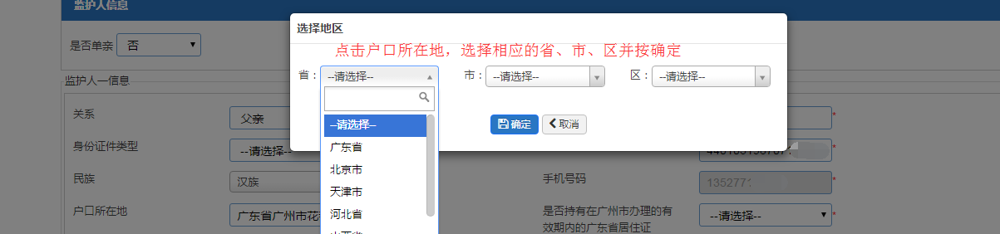 监护人信息
选择地区
是否单亲 否
点击户口所在地，选择相应的省、市、区并按确定
省： --请选择-- 市： --请选择-- 区： --请选择--
监护人一信息
--请选择--
确定 取消
关系 父亲 *
广东省
身份证件类型 --请选择-- *
北京市
民族 汉族 手机号码 135277 *
天津市
户口所在地 广东省广州市花 是否持有在广州市办理的有效期内的广东省居住证 --请选择-- *
河北省